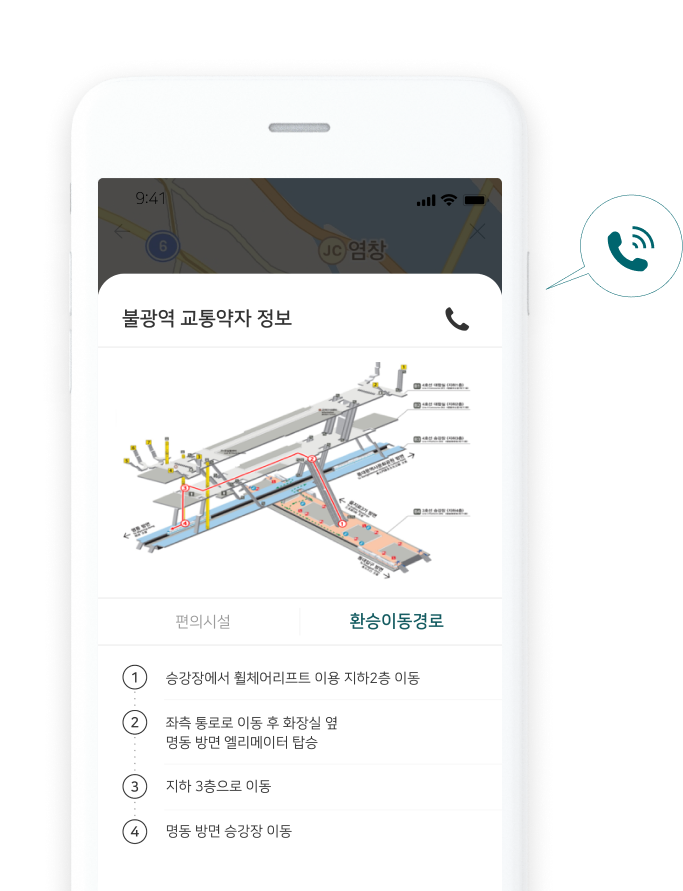 9:41
6
JC 염창
불광역 교통약자 정보
편의시설
환승이동경로
1 승강장에서 휠체어리프트 이용 지하2층 이동
2 좌측 통로로 이동 후 화장실 옆
명동 방면 엘리메이터 탑승
3 지하 3층으로 이동
4 명동 방면 승강장 이동